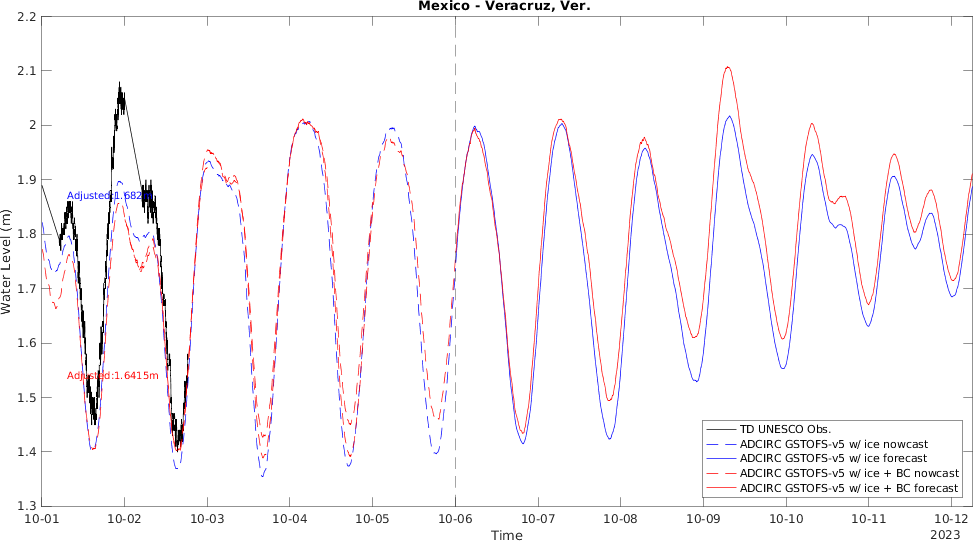 Mexico - Veracruz, Ver.
2.2
2.1
2
1.9
1.8
1.7
1.6
1.5
1.4
1.3
Water Level (m)
Adjusted:1.682
Adjusted:1.6415m
TD UNESCO Obs.
ADCIRC GSTOFS-v5 w/ ice nowcast
ADCIRC GSTOFS-v5 w/ ice forecast
ADCIRC GSTOFS-v5 w/ ice + BC nowcast
ADCIRC GSTOFS-v5 w/ ice + BC forecast
10-01 10-02 10-03 10-04 10-05 10-06 10-07 10-08 10-09 10-10 10-11 10-12
2023
Time